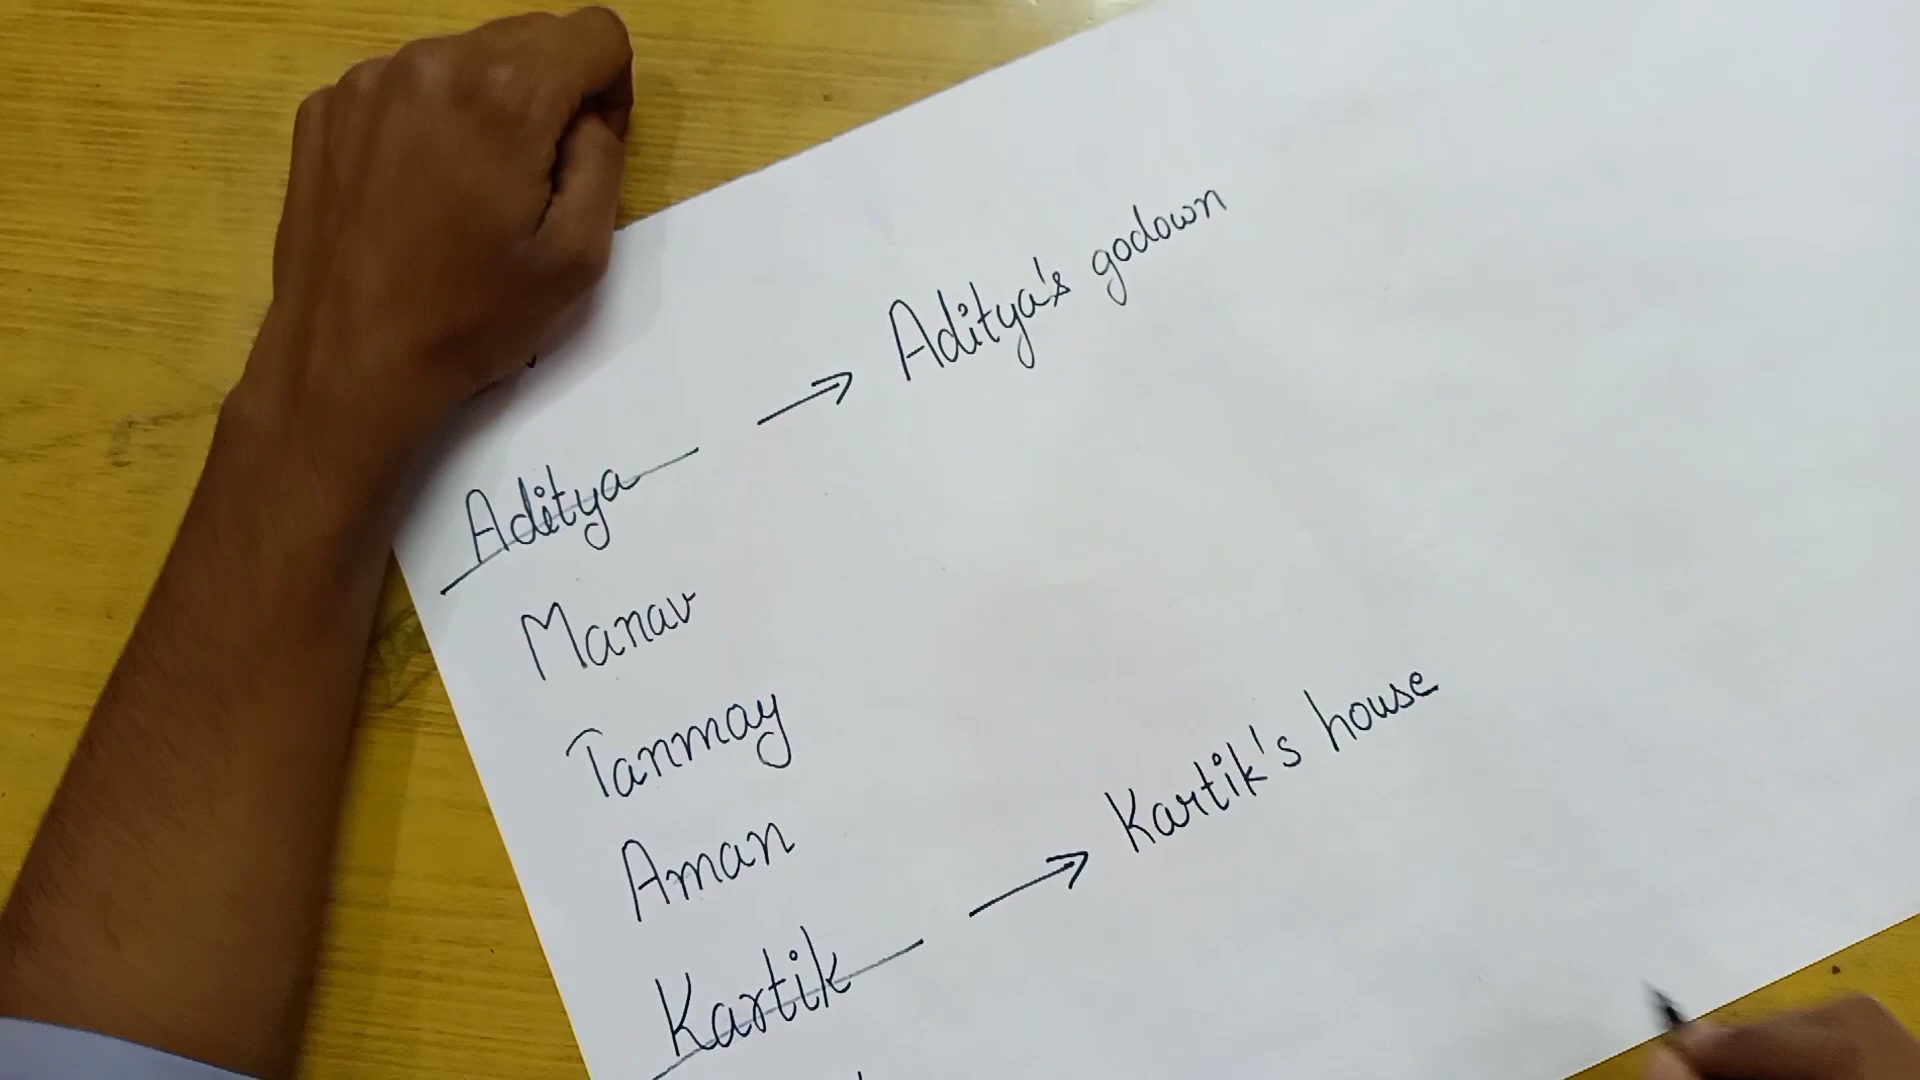 Aditya → Aditya's godown
Manav
Tanmay
Aman
Kartik → Kartik's house